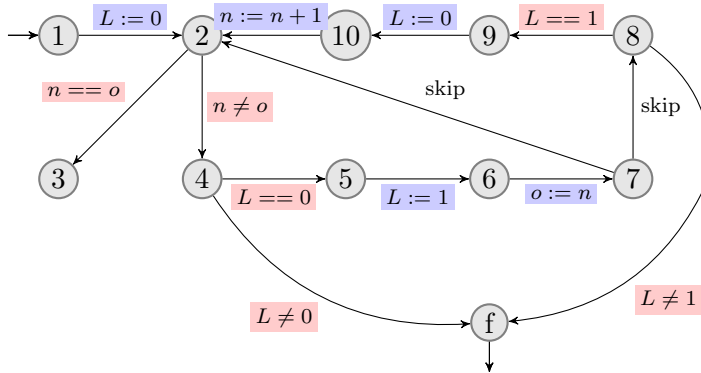 L := 0
n := n + 1
L := 0
L == 1
1
2
10
9
8
n == o
n ≠ o
skip
skip
3
4
5
6
7
L == 0
L := 1
o := n
L ≠ 0
L ≠ 1
f